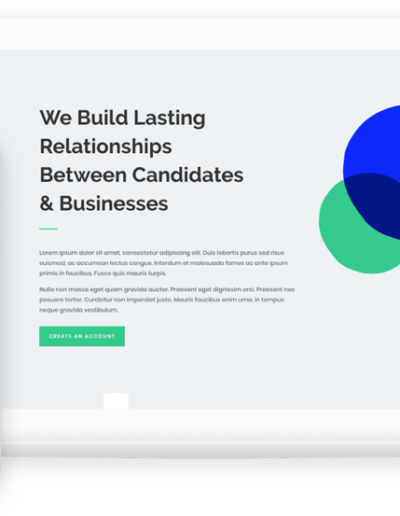 We Build Lasting
Relationships
Between Candidates
& Businesses
Lorem ipsum dolor sit amet, consectetur adipiscing elit. Duis lobortis purus sed risus
euismod, ac accumsan lectus congue. Interdum et malesuada fames ac ante ipsum
primis in faucibus. Fusce quis mauris turpis.
Nulla non massa eget quam gravida auctor. Praesent eget dignissim orci. Praesent nec
posuere tortor. Curabitur non imperdiet justo. Mauris faucibus enim urna, in tempus
neque gravida vestibulum.
CREATE AN ACCOUNT